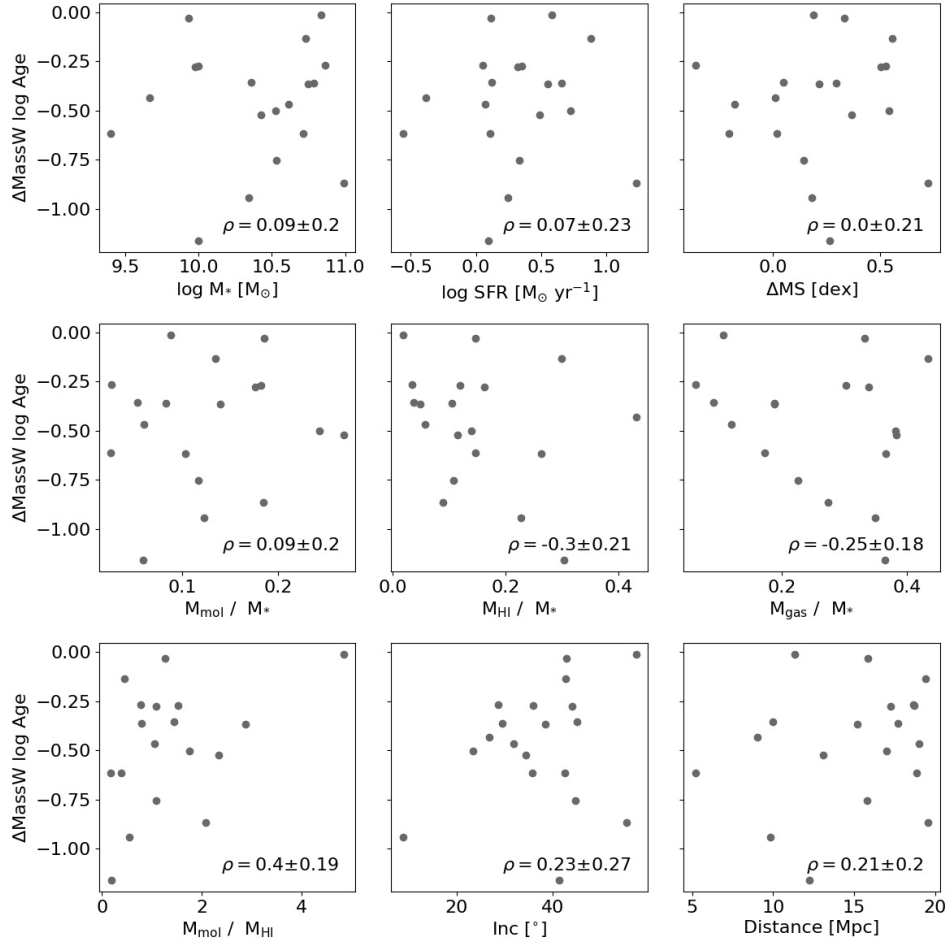 0.00
−0.25
−0.50
−0.75
−1.00
ΔMassW log Age
ρ = 0.09±0.2
9.5 10.0 10.5 11.0
log M* [M⊙]
ρ = 0.07±0.23
−0.5 0.0 0.5 1.0
log SFR [M⊙ yr⁻¹]
ρ = 0.0±0.21
0.0 0.5
ΔMS [dex]
0.00
−0.25
−0.50
−0.75
−1.00
ΔMassW log Age
ρ = 0.09±0.2
0.1 0.2
Mmol / M*
ρ = -0.3±0.21
0.0 0.2 0.4
MHI / M*
ρ = -0.25±0.18
0.2 0.4
Mgas / M*
0.00
−0.25
−0.50
−0.75
−1.00
ΔMassW log Age
ρ = 0.4±0.19
0 2 4
Mmol / MHI
ρ = 0.23±0.27
20 40
Inc [°]
ρ = 0.21±0.2
5 10 15 20
Distance [Mpc]